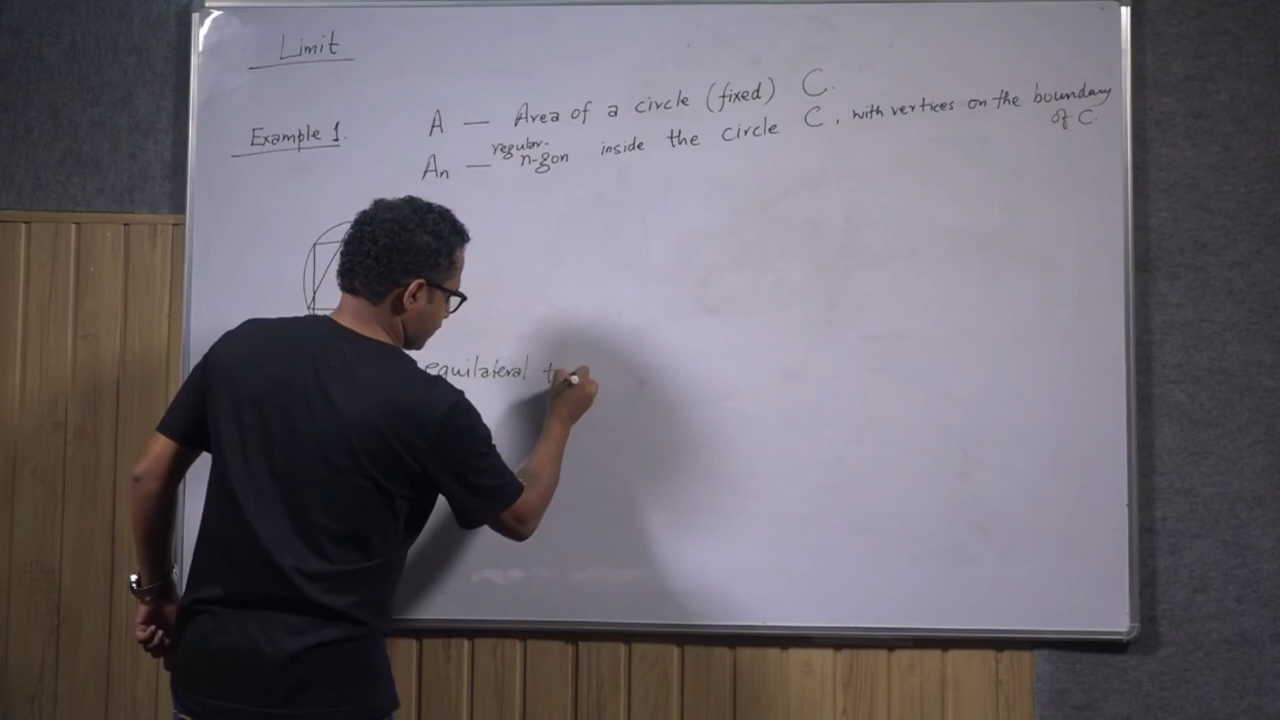 Limit
Example 1.
A — Area of a circle (fixed) C.
An — regular- n-gon inside the circle C, with vertices on the boundary of C.
equilateral